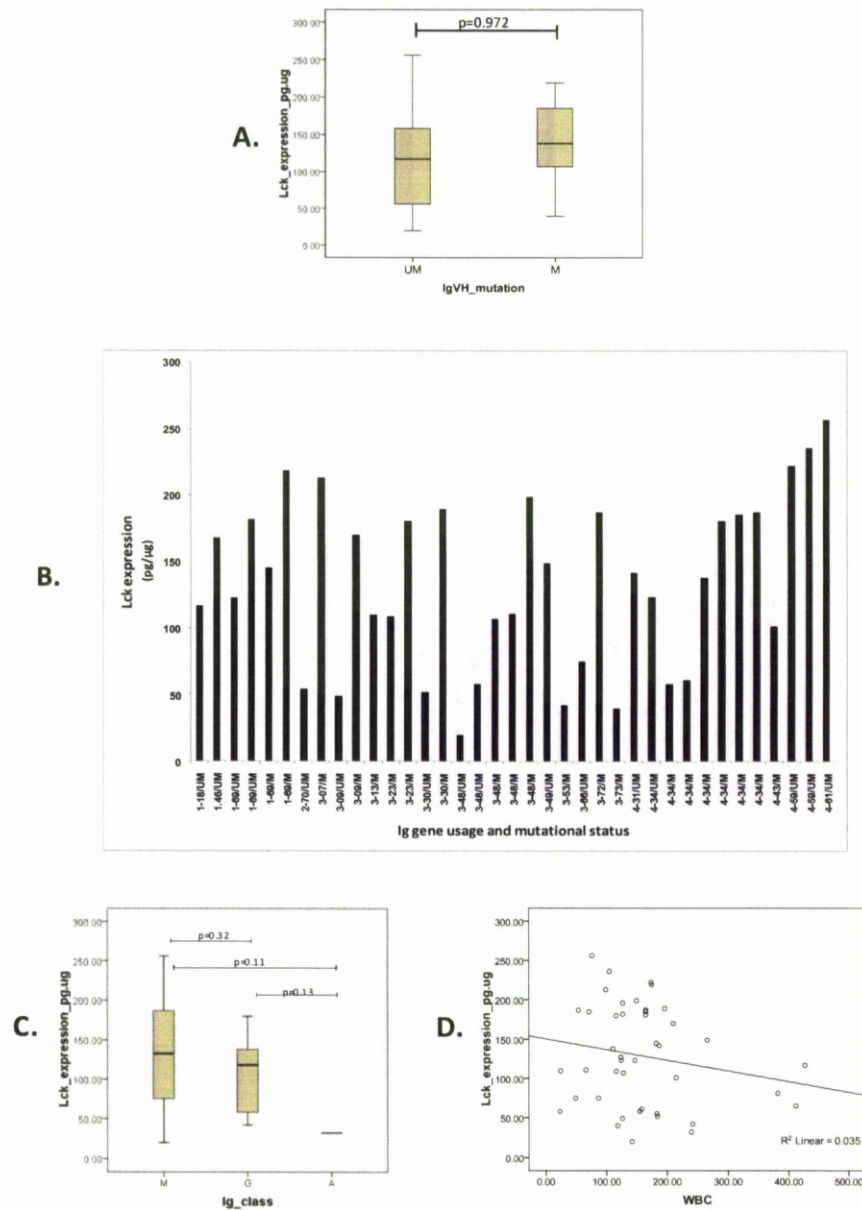 A.
p=0.972
Lck_expression_pg.ug
300.00
250.00
200.00
150.00
100.00
50.00
0.00
UM
M
IgVH_mutation
B.
Lck expression
(pg/µg)
300
250
200
150
100
50
0
1-18/UM
1.46/UM
1-69/UM
1-69/UM
1-69/M
1-69/M
2-70/UM
3-07/M
3-09/UM
3-09/M
3-13/M
3-23/M
3-23/M
3-30/UM
3-30/M
3-48/UM
3-48/UM
3-48/M
3-48/M
3-48/M
3-49/UM
3-53/M
3-66/UM
3-72/M
3-73/M
4-31/UM
4-34/UM
4-34/M
4-34/M
4-34/M
4-34/M
4-34/M
4-34/M
4-43/M
4-59/UM
4-59/UM
4-61/UM
Ig gene usage and mutational status
C.
Lck_expression_pg.ug
300.00
250.00
200.00
150.00
100.00
50.00
0.00
p=0.32
p=0.11
p=0.13
M
G
A
Ig_class
D.
Lck_expression_pg.ug
300.00
250.00
200.00
150.00
100.00
50.00
0.00
R² Linear = 0.035
0.00
100.00
200.00
300.00
400.00
500.00
WBC